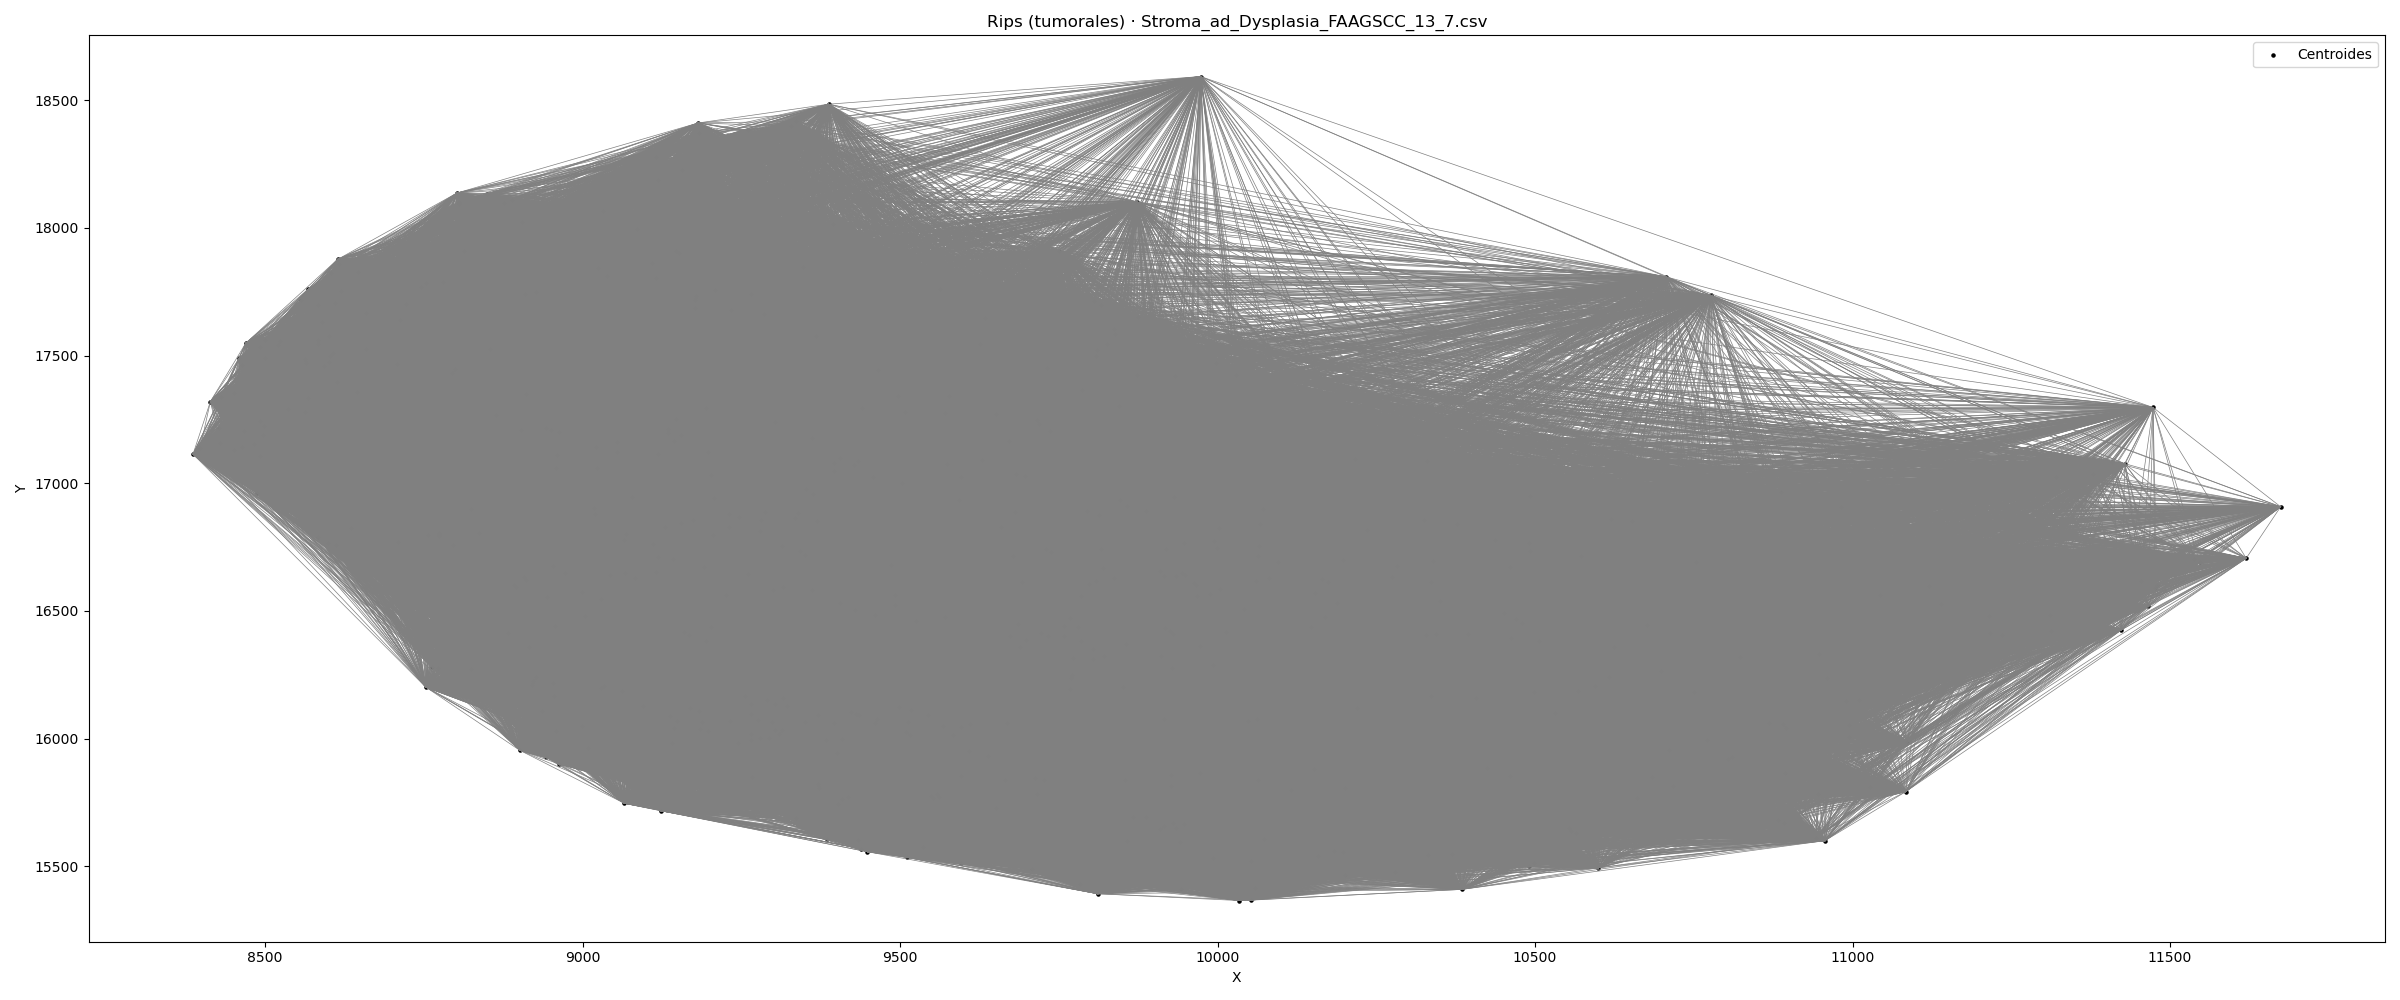 Rips (tumorales) · Stroma_ad_Dysplasia_FAAGSCC_13_7.csv
Centroides
18500
18000
17500
17000
16500
16000
15500
Y
8500 9000 9500 10000 10500 11000 11500
X